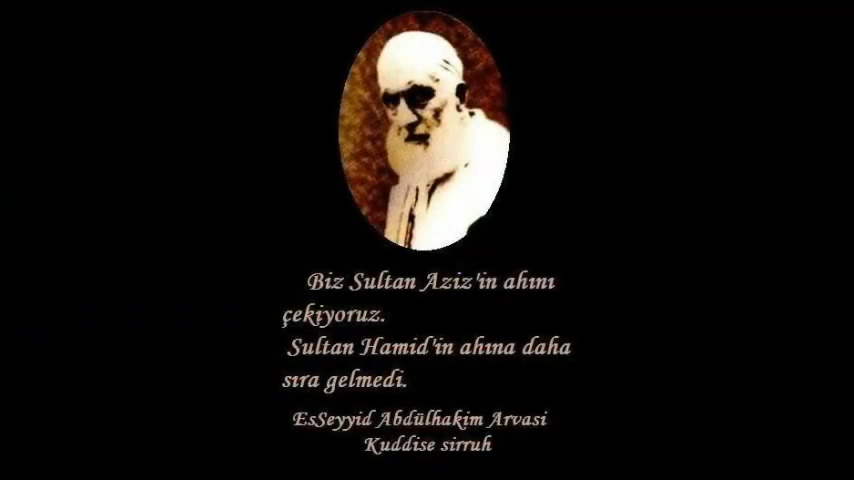 Biz Sultan Aziz'in ahını
çekiyoruz.
Sultan Hamid'in ahına daha
sıra gelmedi.
EsSeyyid Abdülhakim Arvasi
Kuddise sirruh